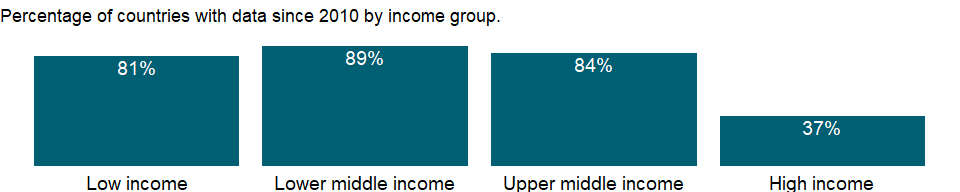 Percentage of countries with data since 2010 by income group.
81%
89%
84%
37%
Low income
Lower middle income
Upper middle income
High income